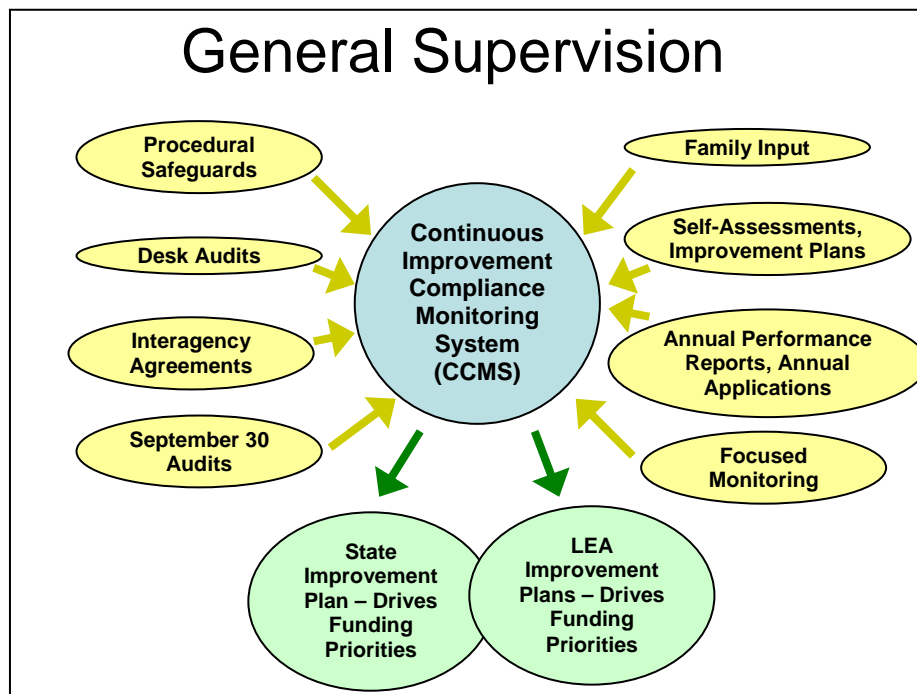 General Supervision
Procedural
Safeguards
Desk Audits
Interagency
Agreements
September 30
Audits
Continuous
Improvement
Compliance
Monitoring
System
(CCMS)
Family Input
Self-Assessments,
Improvement Plans
Annual Performance
Reports, Annual
Applications
Focused
Monitoring
State
Improvement
Plan – Drives
Funding
Priorities
LEA
Improvement
Plans – Drives
Funding
Priorities